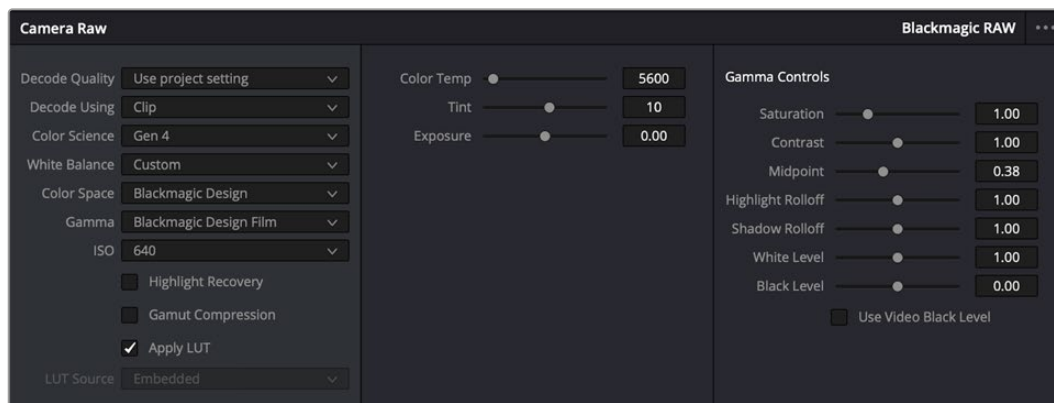 Camera Raw
Blackmagic RAW
Decode Quality Use project setting
Decode Using Clip
Color Science Gen 4
White Balance Custom
Color Space Blackmagic Design
Gamma Blackmagic Design Film
ISO 640
Highlight Recovery
Gamut Compression
Apply LUT
LUT Source Embedded
Color Temp 5600
Tint 10
Exposure 0.00
Gamma Controls
Saturation 1.00
Contrast 1.00
Midpoint 0.38
Highlight Rolloff 1.00
Shadow Rolloff 1.00
White Level 1.00
Black Level 0.00
Use Video Black Level